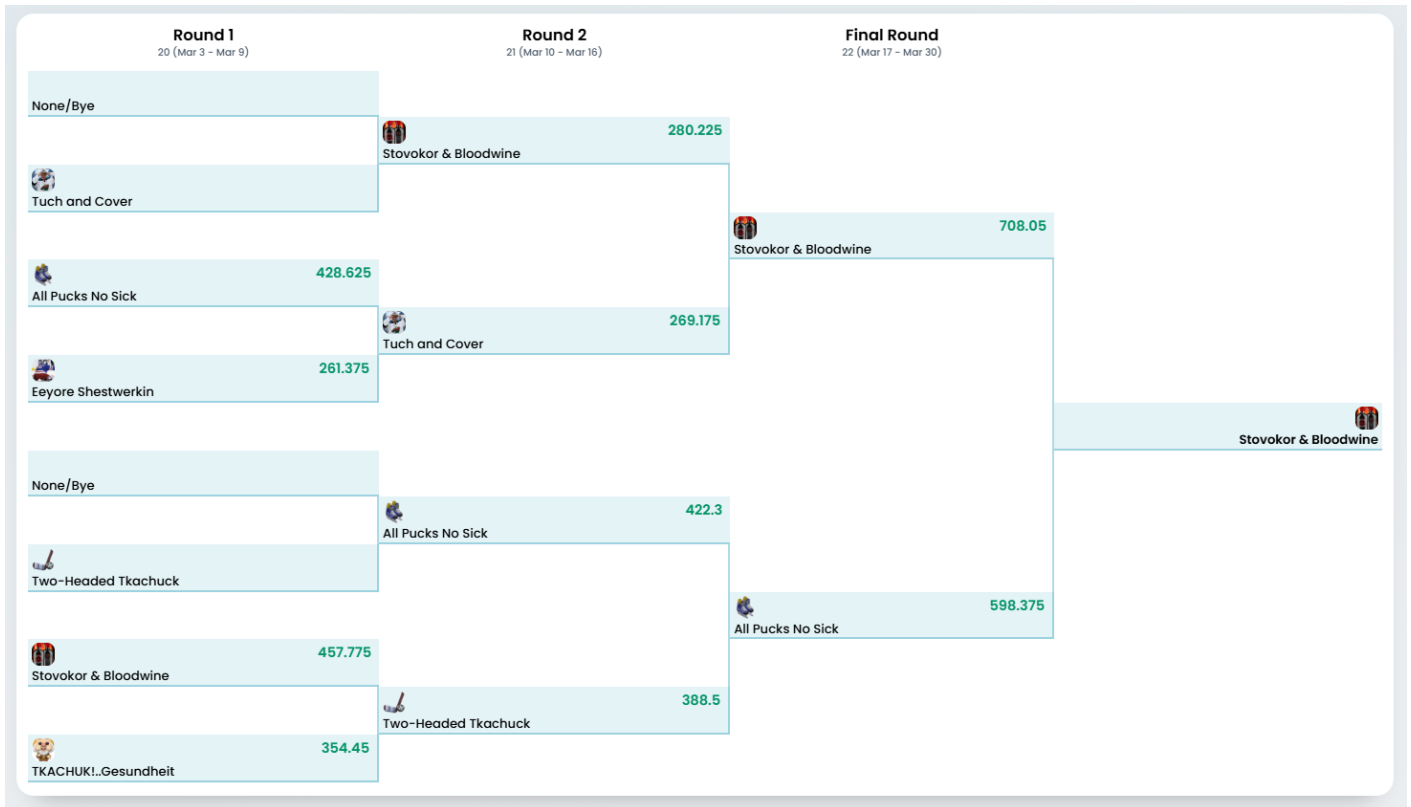 Round 1
20 (Mar 3 - Mar 9)
None/Bye
Tuch and Cover
428.625
All Pucks No Sick
261.375
Eeyore Shestwerkin
None/Bye
Two-Headed Tkachuck
457.775
Stovokor & Bloodwine
354.45
TKACHUK!..Gesundheit
Round 2
21 (Mar 10 - Mar 16)
280.225
Stovokor & Bloodwine
269.175
Tuch and Cover
422.3
All Pucks No Sick
388.5
Two-Headed Tkachuck
Final Round
22 (Mar 17 - Mar 30)
708.05
Stovokor & Bloodwine
598.375
All Pucks No Sick
Stovokor & Bloodwine